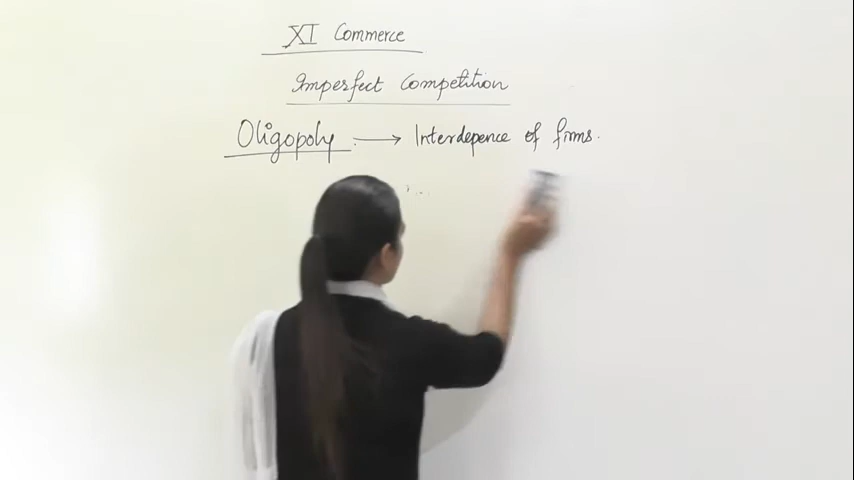 XI Commerce
Imperfect Competition
Oligopoly → Interdepence of firms.